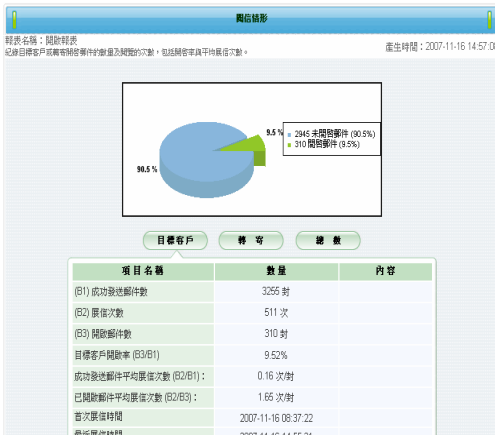 閱信情形
報表名稱：開啟報表
紀錄目標客戶或轉寄開啓郵件的數量及閱覽的次數，包括開啓率與平均展信次數。
產生時間：2007-11-16 14:57:0
9.5 %
2945 未開啓郵件 (90.5%)
310 開啓郵件 (9.5%)
90.5 %
目標客戶 轉 寄 總 數
項目名稱 數量 內容
(B1) 成功發送郵件數 3255 封
(B2) 展信次數 511 次
(B3) 開啟郵件數 310 封
目標客戶開啟率 (B3/B1) 9.52%
成功發送郵件平均展信次數 (B2/B1)： 0.16 次/封
已開啟郵件平均展信次數 (B2/B3)： 1.65 次/封
首次展信時間 2007-11-16 08:37:22